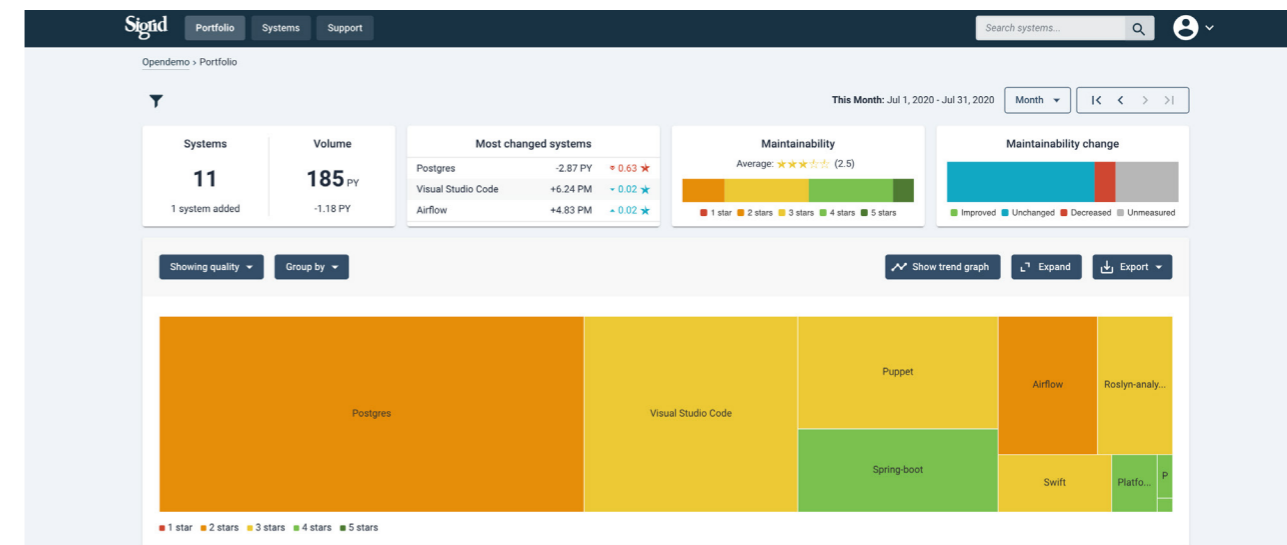 Sigrid Portfolio Systems Support Search systems...
Opendemo > Portfolio
This Month: Jul 1, 2020 - Jul 31, 2020 Month
Systems
11
1 system added
Volume
185 PY
-1.18 PY
Most changed systems
Postgres -2.87 PY 0.63
Visual Studio Code +6.24 PM 0.02
Airflow +4.83 PM 0.02
Maintainability
Average: (2.5)
1 star 2 stars 3 stars 4 stars 5 stars
Maintainability change
Improved Unchanged Decreased Unmeasured
Showing quality Group by Show trend graph Expand Export
Postgres
Visual Studio Code
Puppet
Spring-boot
Airflow
Roslyn-analy...
Swift
Platfo...
P
1 star 2 stars 3 stars 4 stars 5 stars